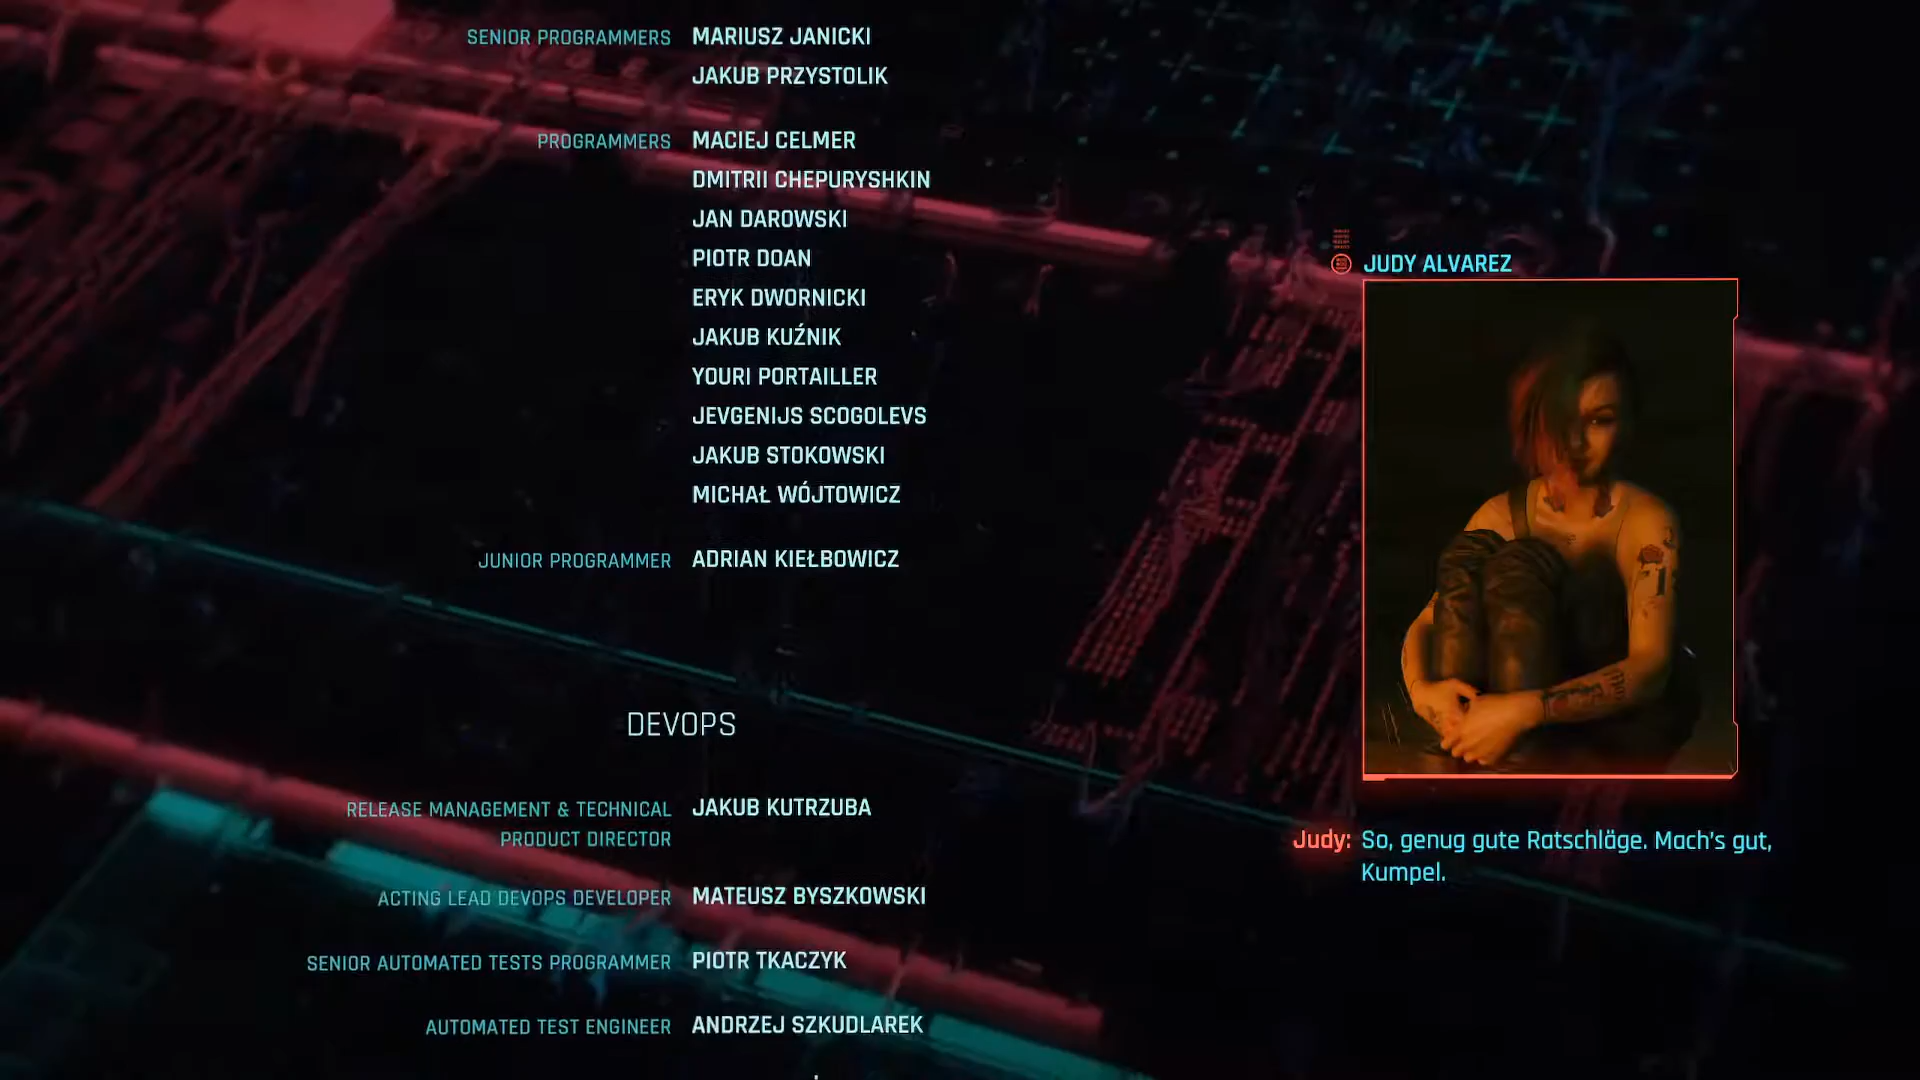 SENIOR PROGRAMMERS MARIUSZ JANICKI
JAKUB PRZYSTOLIK
PROGRAMMERS MACIEJ CELMER
DMITRII CHEPURYSHKIN
JAN DAROWSKI
PIOTR DOAN
ERYK DWORNICKI
JAKUB KUŹNIK
YOURI PORTAILLER
JEVGENIJS SCOGOLEVS
JAKUB STOKOWSKI
MICHAŁ WÓJTOWICZ
JUNIOR PROGRAMMER ADRIAN KIEŁBOWICZ
DEVOPS
RELEASE MANAGEMENT & TECHNICAL JAKUB KUTRZUBA
PRODUCT DIRECTOR
ACTING LEAD DEVOPS DEVELOPER MATEUSZ BYSZKOWSKI
SENIOR AUTOMATED TESTS PROGRAMMER PIOTR TKACZYK
AUTOMATED TEST ENGINEER ANDRZEJ SZKUDLAREK
JUDY ALVAREZ
Judy: So, genug gute Ratschläge. Mach's gut,
Kumpel.